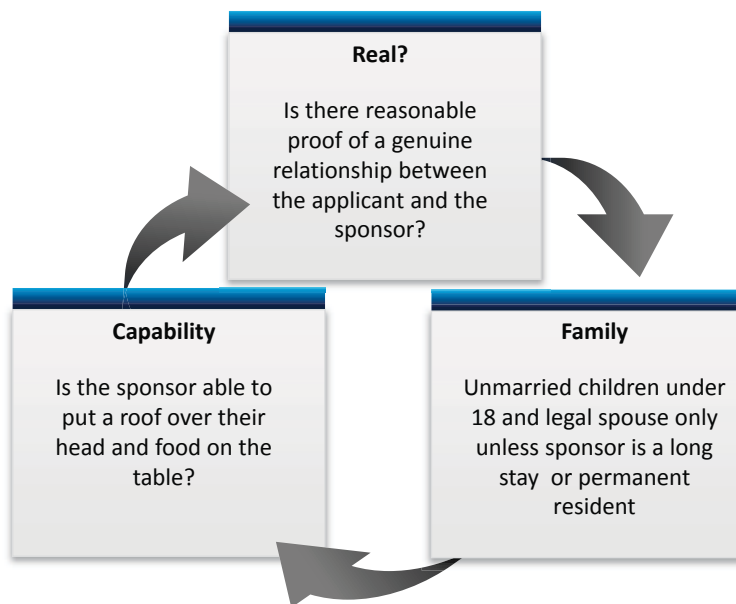 Real?
Is there reasonable
proof of a genuine
relationship between
the applicant and the
sponsor?
Capability
Is the sponsor able to
put a roof over their
head and food on the
table?
Family
Unmarried children under
18 and legal spouse only
unless sponsor is a long
stay or permanent
resident